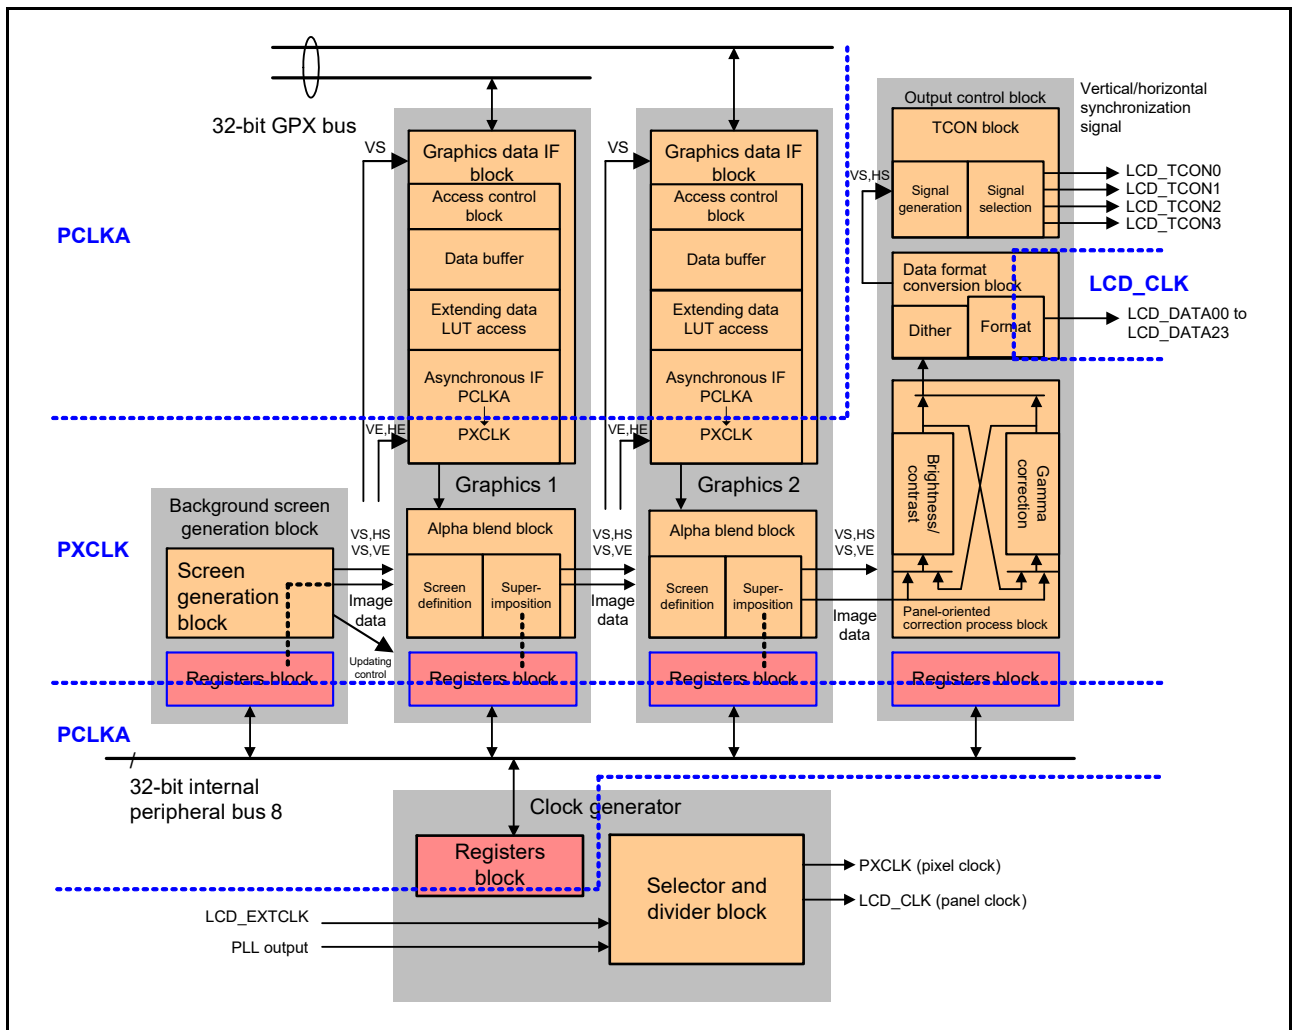 32-bit GPX bus
PCLKA
VS
Graphics data IF
block
Access control
block
Data buffer
Extending data
LUT access
Asynchronous IF
PCLKA
PXCLK
VE,HE
Graphics 1
VS
Graphics data IF
block
Access control
block
Data buffer
Extending data
LUT access
Asynchronous IF
PCLKA
PXCLK
VE,HE
Graphics 2
Output control block
TCON block
VS,HS
Signal
generation
Signal
selection
Vertical/horizontal
synchronization
signal
LCD_TCON0
LCD_TCON1
LCD_TCON2
LCD_TCON3
Data format
conversion block
Dither
Format
LCD_CLK
LCD_DATA00 to
LCD_DATA23
Brightness/
contrast
Gamma
correction
Panel-oriented
correction process block
Registers block
PXCLK
Background screen
generation block
Screen
generation
block
Registers block
VS,HS
VS,VE
Image
data
Updating
control
Alpha blend block
Screen
definition
Super-
imposition
Registers block
VS,HS
VS,VE
Image
data
Alpha blend block
Screen
definition
Super-
imposition
Registers block
VS,HS
VS,VE
Image
data
PCLKA
32-bit internal
peripheral bus 8
Clock generator
Registers
block
Selector and
divider block
LCD_EXTCLK
PLL output
PXCLK (pixel clock)
LCD_CLK (panel clock)